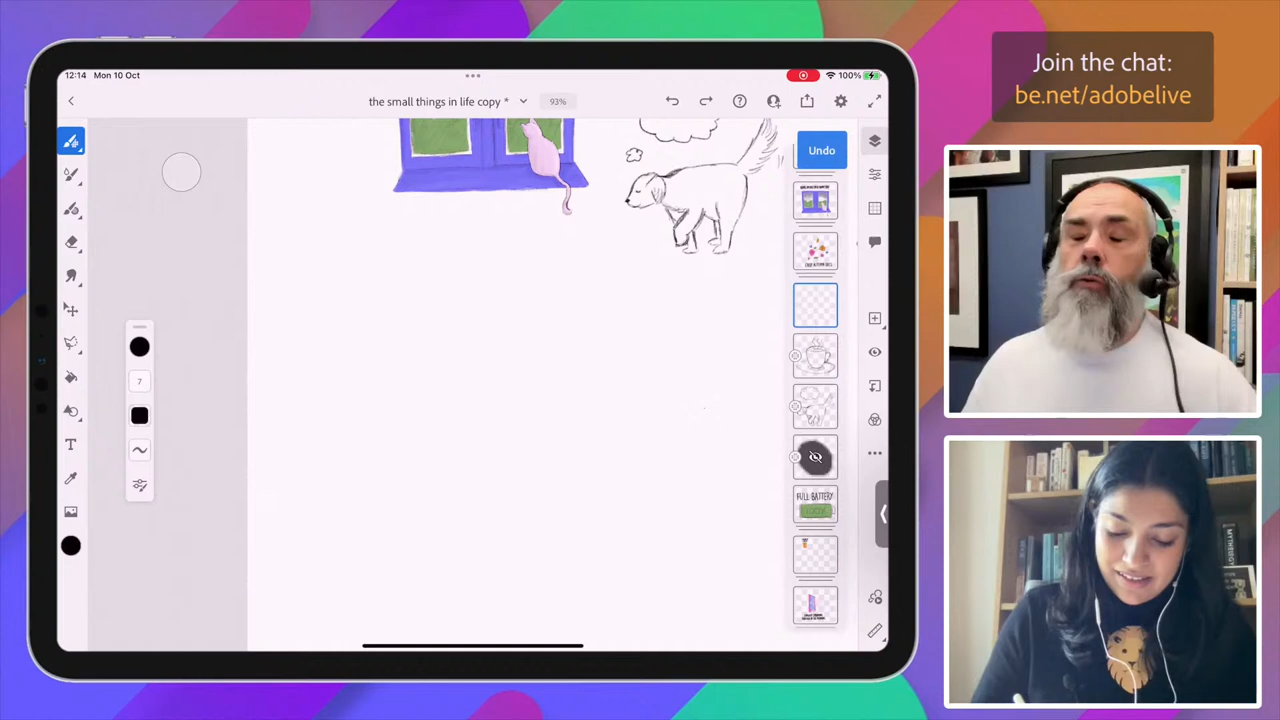 Join the chat:
be.net/adobelive
12:14 Mon 10 Oct
100%
the small things in life copy *
93%
Undo
7
T
FULL BATTERY
MYTHOLOGY